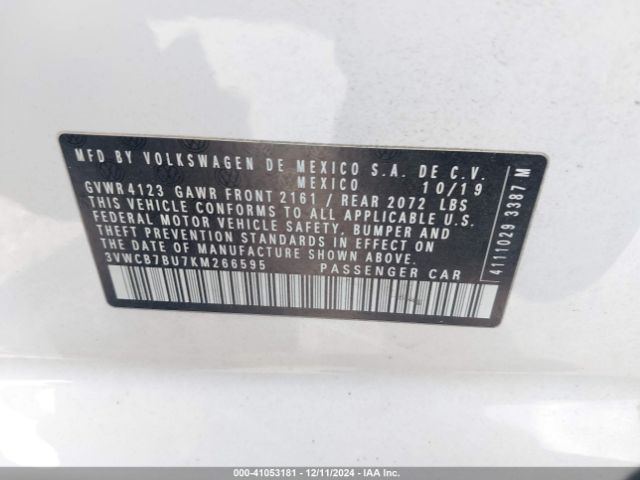 MFD BY VOLKSWAGEN DE MEXICO S.A. DE C.V.
MEXICO 10/19
GVWR 4123 GAWR FRONT 2161 / REAR 2072 LBS
THIS VEHICLE CONFORMS TO ALL APPLICABLE U.S.
FEDERAL MOTOR VEHICLE SAFETY, BUMPER AND
THEFT PREVENTION STANDARDS IN EFFECT ON
THE DATE OF MANUFACTURE SHOWN ABOVE.
3VWCB7BU7KM266595 PASSENGER CAR
4111029 3387 M
000-41053181 - 12/11/2024 - IAAI.COM